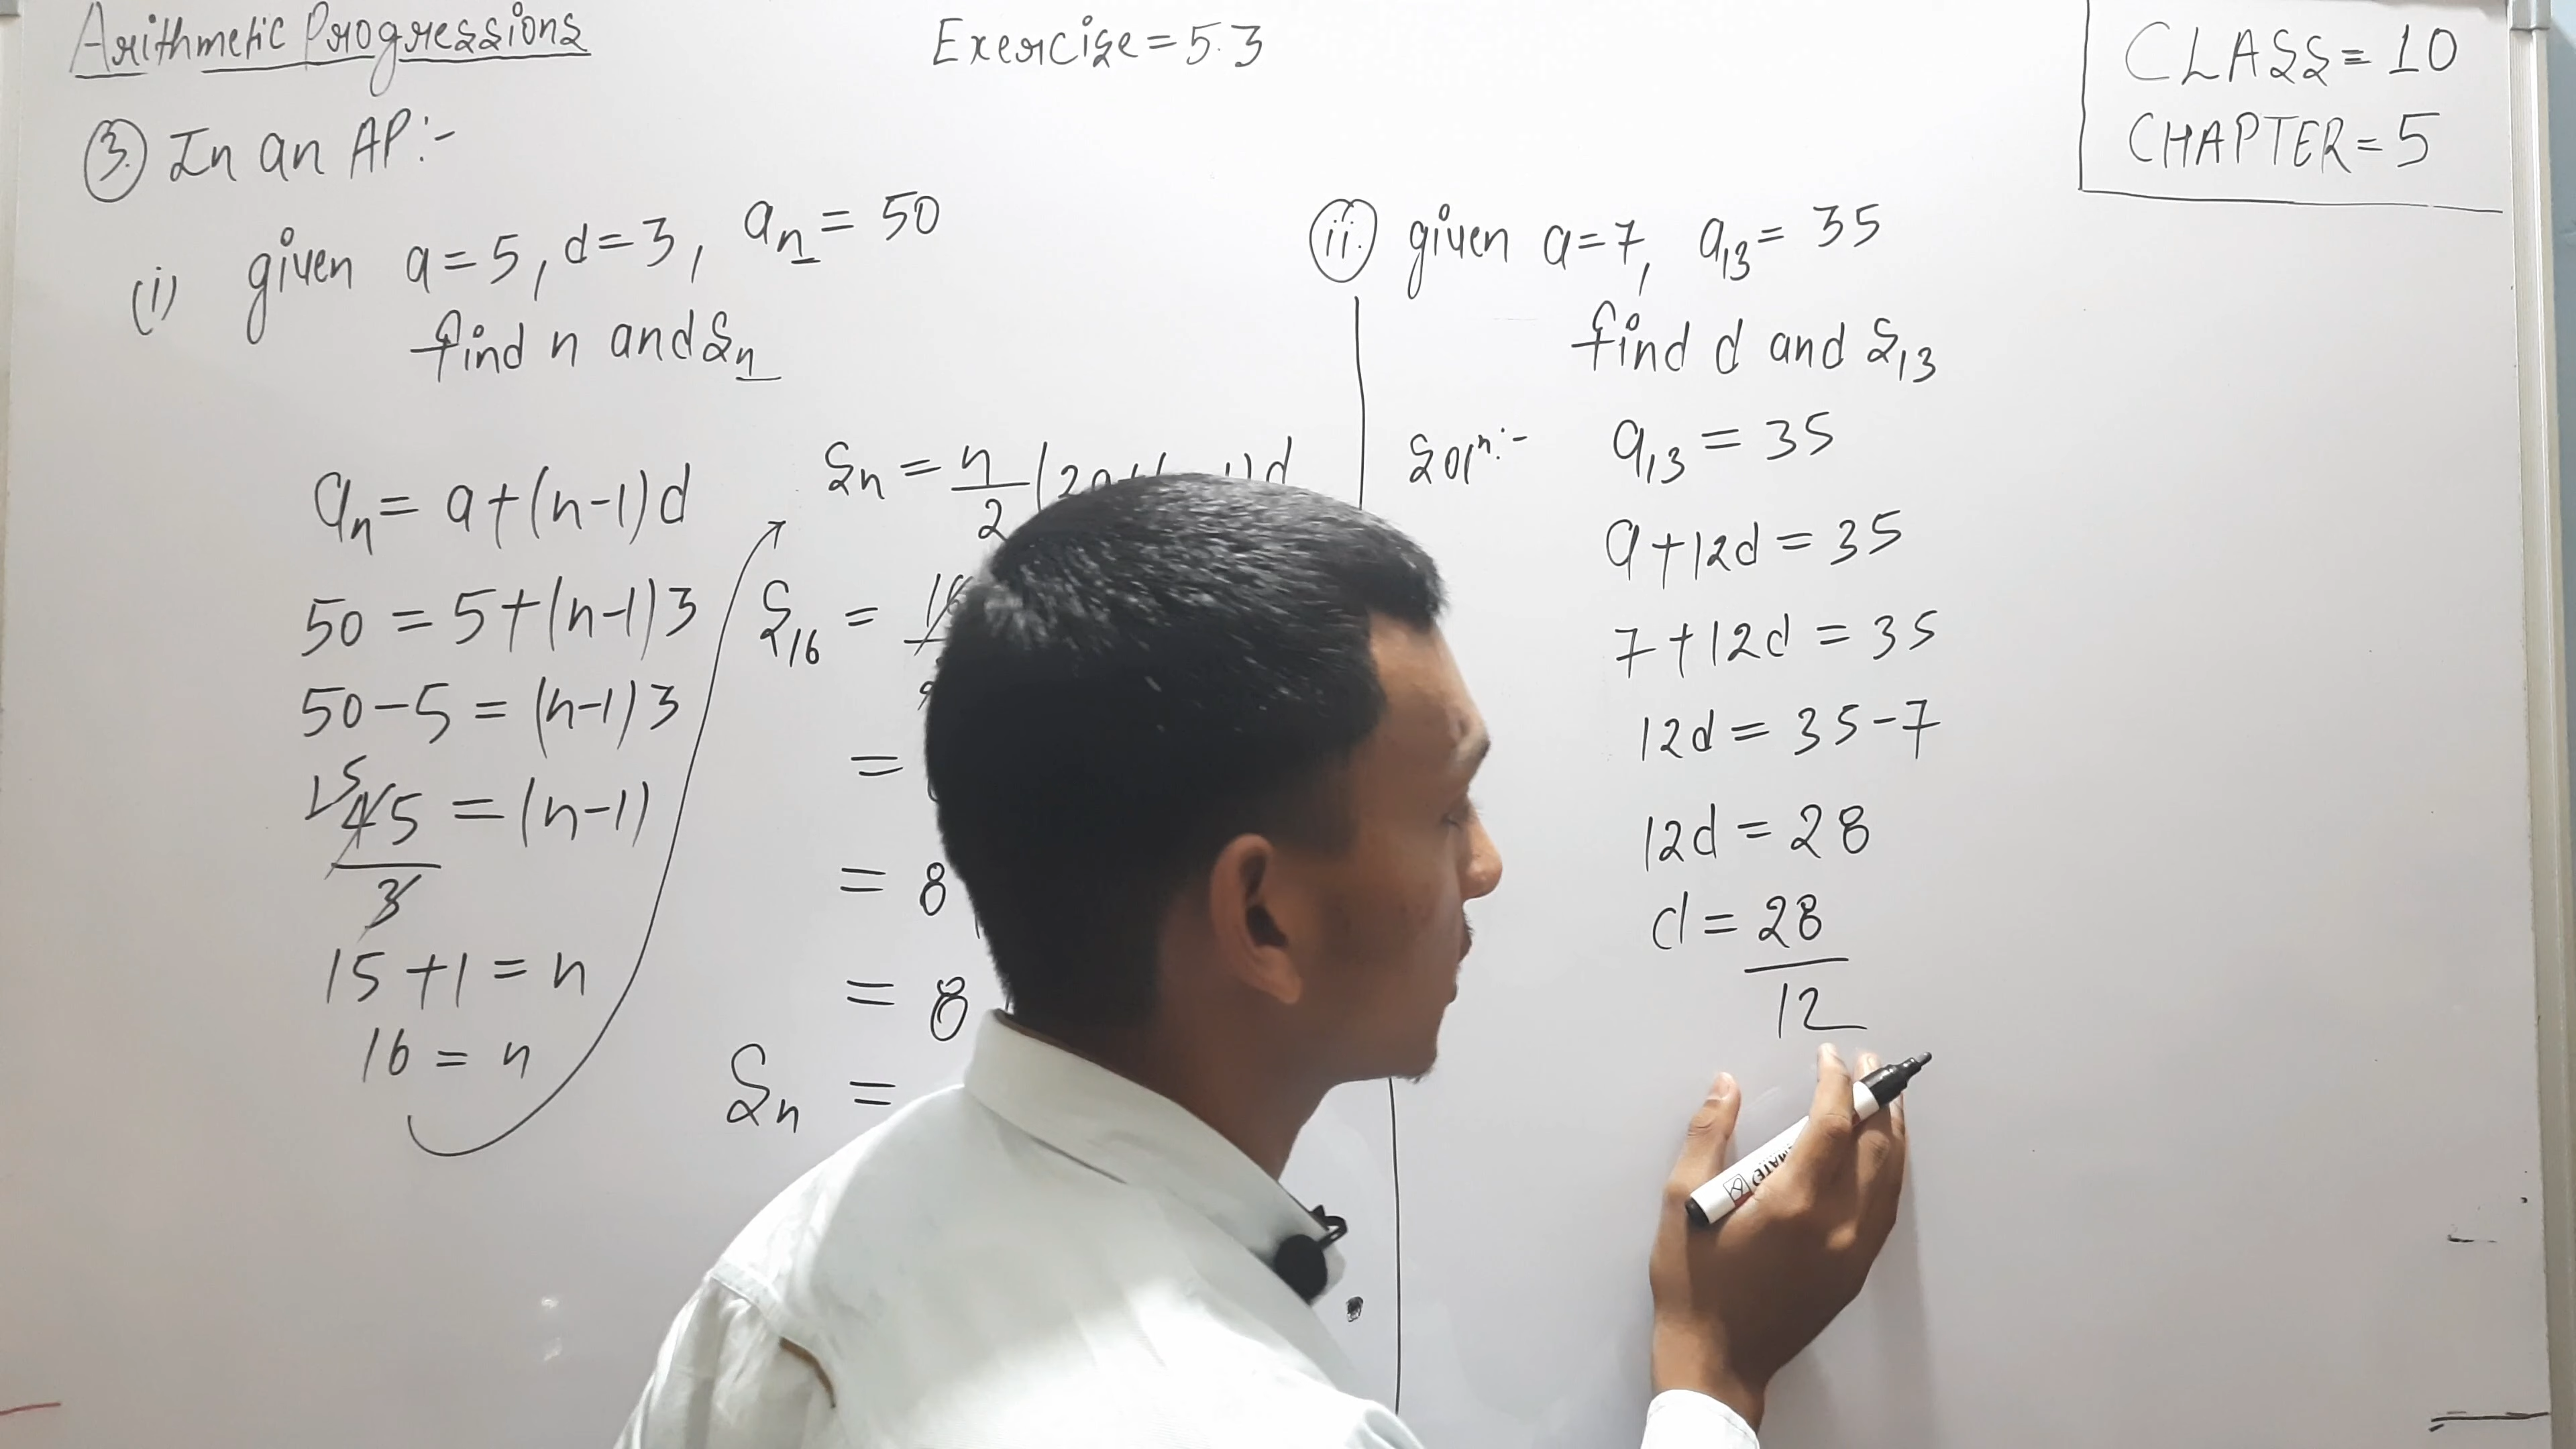 Arithmetic Progressions
Exercise = 5.3
CLASS = 10
CHAPTER = 5
3. In an AP:-
(i) given a = 5, d = 3, an = 50
find n and Sn
an = a + (n-1)d
50 = 5 + (n-1)3
50 - 5 = (n-1)3
15
45/3 = (n-1)
15 + 1 = n
16 = n
Sn = n/2 (2a )d
S16 =
=
= 8
= 8
Sn =
ii. given a = 7, a13 = 35
find d and S13
Solⁿ:- a13 = 35
a + 12d = 35
7 + 12d = 35
12d = 35 - 7
12d = 28
d = 28/12